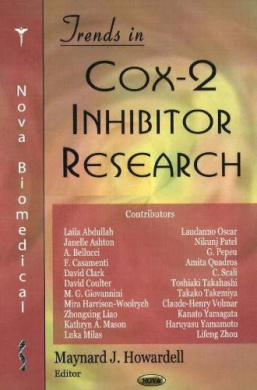 Nova Biomedical
Trends in
COX-2
INHIBITOR
RESEARCH
Contributors
Laila Abdullah
Janelle Ashton
A. Bellucci
F. Casamenti
David Clark
David Coulter
M. G. Giovannini
Mira Harrison-Woolrych
Zhongxing Liao
Kathryn A. Mason
Luka Milas
Laudanno Oscar
Nikunj Patel
G. Pepeu
Amita Quadros
C. Scali
Toshiaki Takahashi
Takako Takemiya
Claude-Henry Volmar
Kanato Yamagata
Haruyasu Yamamoto
Lifeng Zhou
Maynard J. Howardell
Editor
NOVA